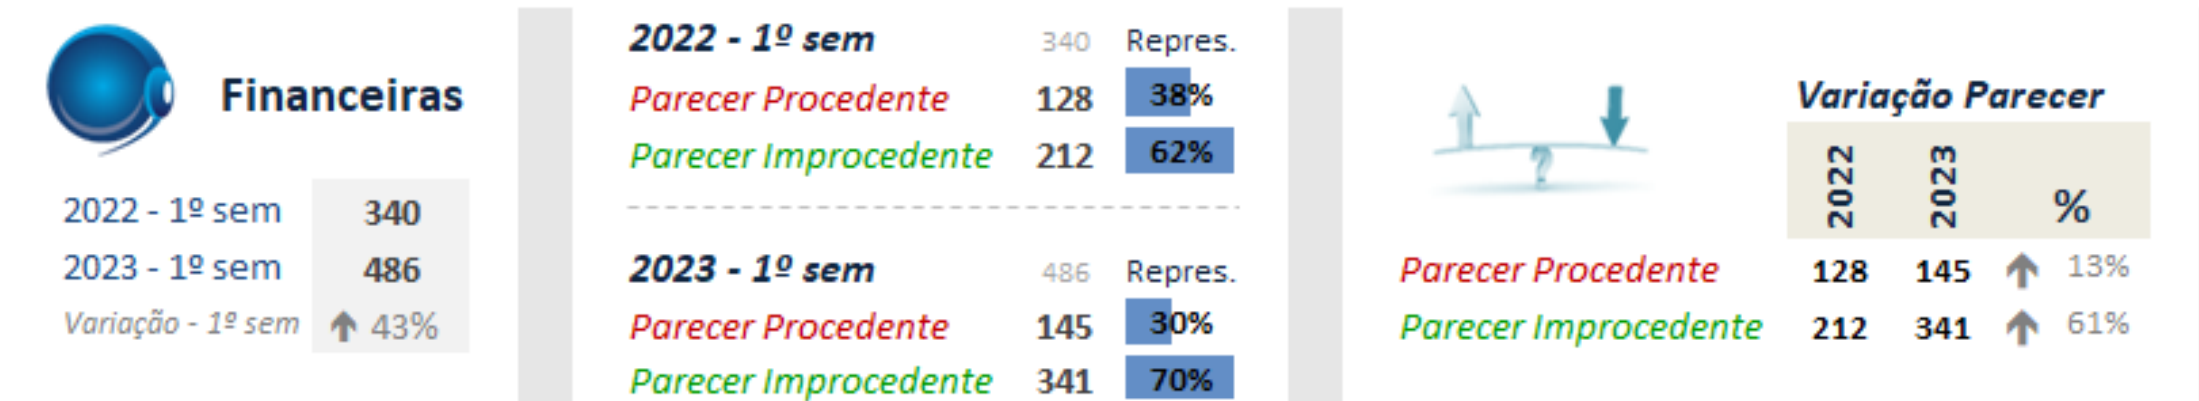 Financeiras
2022 - 1º sem 340
2023 - 1º sem 486
Variação - 1º sem 43%
2022 - 1º sem 340 Repres.
Parecer Procedente 128 38%
Parecer Improcedente 212 62%
2023 - 1º sem 486 Repres.
Parecer Procedente 145 30%
Parecer Improcedente 341 70%
?
Variação Parecer
2022 2023 %
Parecer Procedente 128 145 13%
Parecer Improcedente 212 341 61%